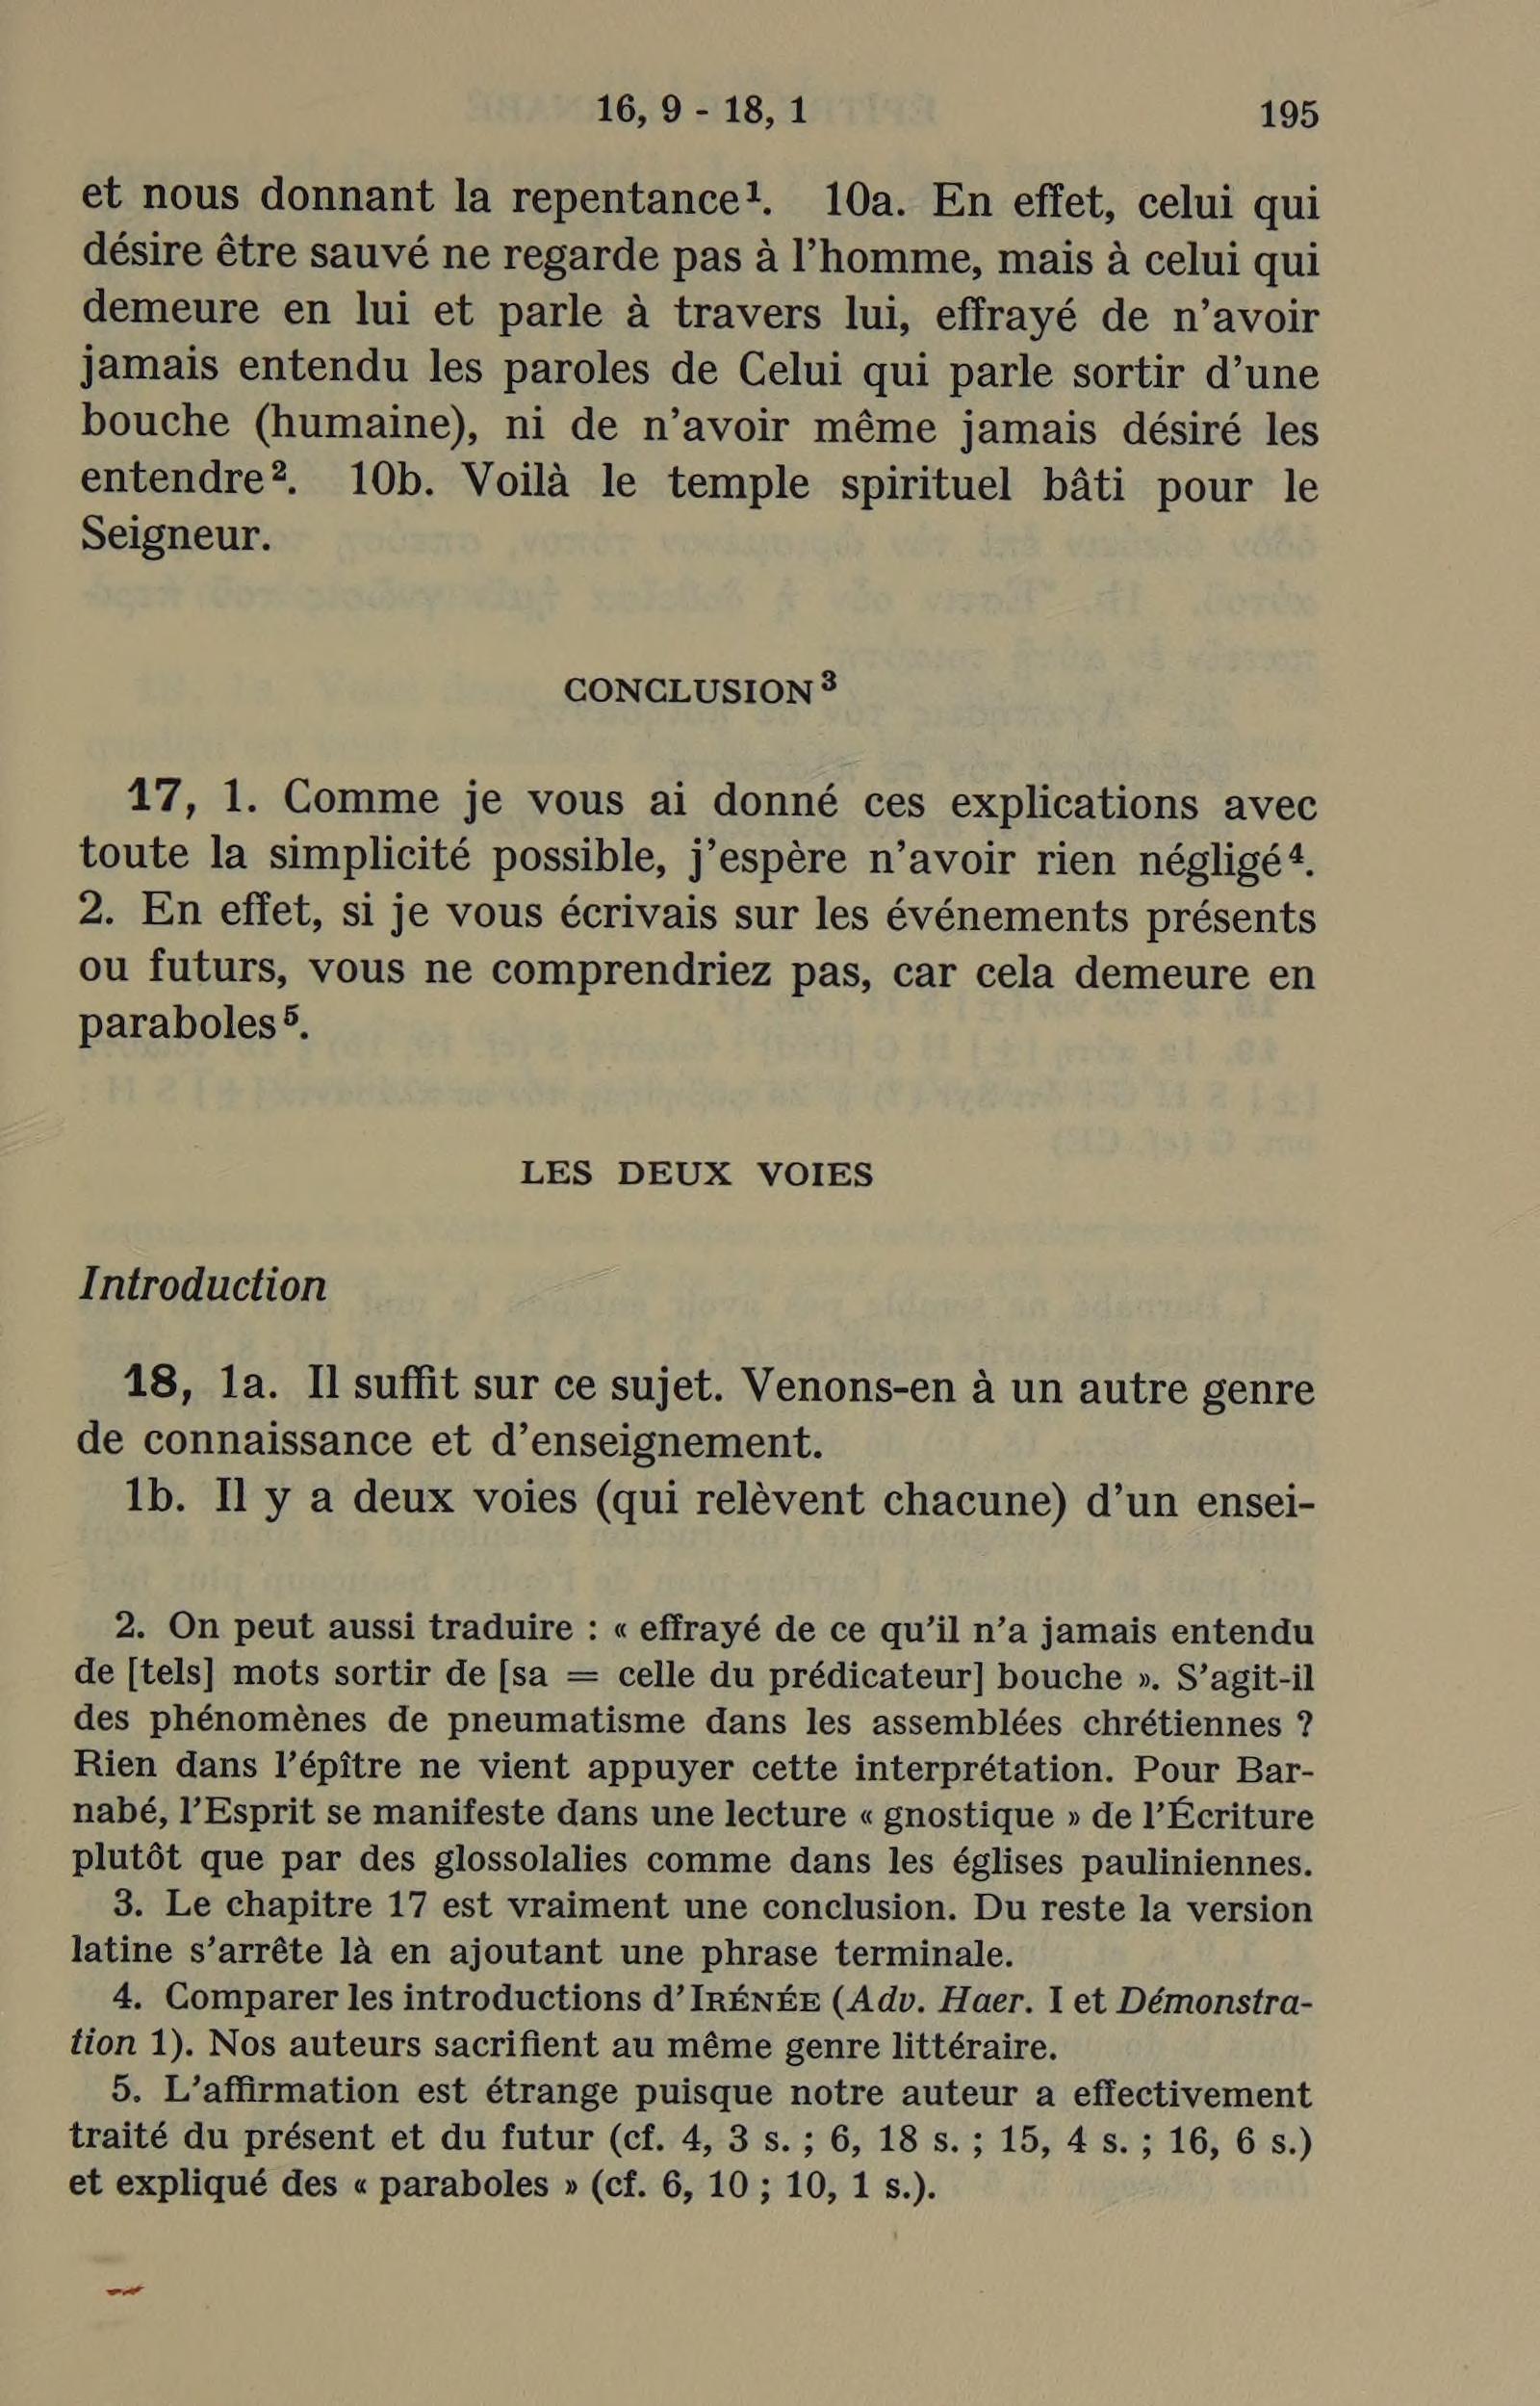 16, 9 - 18, 1 195
et nous donnant la repentance¹. 10a. En effet, celui qui
désire être sauvé ne regarde pas à l'homme, mais à celui qui
demeure en lui et parle à travers lui, effrayé de n'avoir
jamais entendu les paroles de Celui qui parle sortir d'une
bouche (humaine), ni de n'avoir même jamais désiré les
entendre². 10b. Voilà le temple spirituel bâti pour le
Seigneur.
CONCLUSION³
17, 1. Comme je vous ai donné ces explications avec
toute la simplicité possible, j'espère n'avoir rien négligé⁴.
2. En effet, si je vous écrivais sur les événements présents
ou futurs, vous ne comprendriez pas, car cela demeure en
paraboles⁵.
LES DEUX VOIES
Introduction
18, 1a. Il suffit sur ce sujet. Venons-en à un autre genre
de connaissance et d'enseignement.
1b. Il y a deux voies (qui relèvent chacune) d'un ensei-
2. On peut aussi traduire : « effrayé de ce qu'il n'a jamais entendu
de [tels] mots sortir de [sa = celle du prédicateur] bouche ». S'agit-il
des phénomènes de pneumatisme dans les assemblées chrétiennes ?
Rien dans l'épître ne vient appuyer cette interprétation. Pour Bar-
nabé, l'Esprit se manifeste dans une lecture « gnostique » de l'Écriture
plutôt que par des glossolalies comme dans les églises pauliniennes.
3. Le chapitre 17 est vraiment une conclusion. Du reste la version
latine s'arrête là en ajoutant une phrase terminale.
4. Comparer les introductions d'IRÉNÉE (Adv. Haer. I et Démonstra-
tion 1). Nos auteurs sacrifient au même genre littéraire.
5. L'affirmation est étrange puisque notre auteur a effectivement
traité du présent et du futur (cf. 4, 3 s. ; 6, 18 s. ; 15, 4 s. ; 16, 6 s.)
et expliqué des « paraboles » (cf. 6, 10 ; 10, 1 s.).